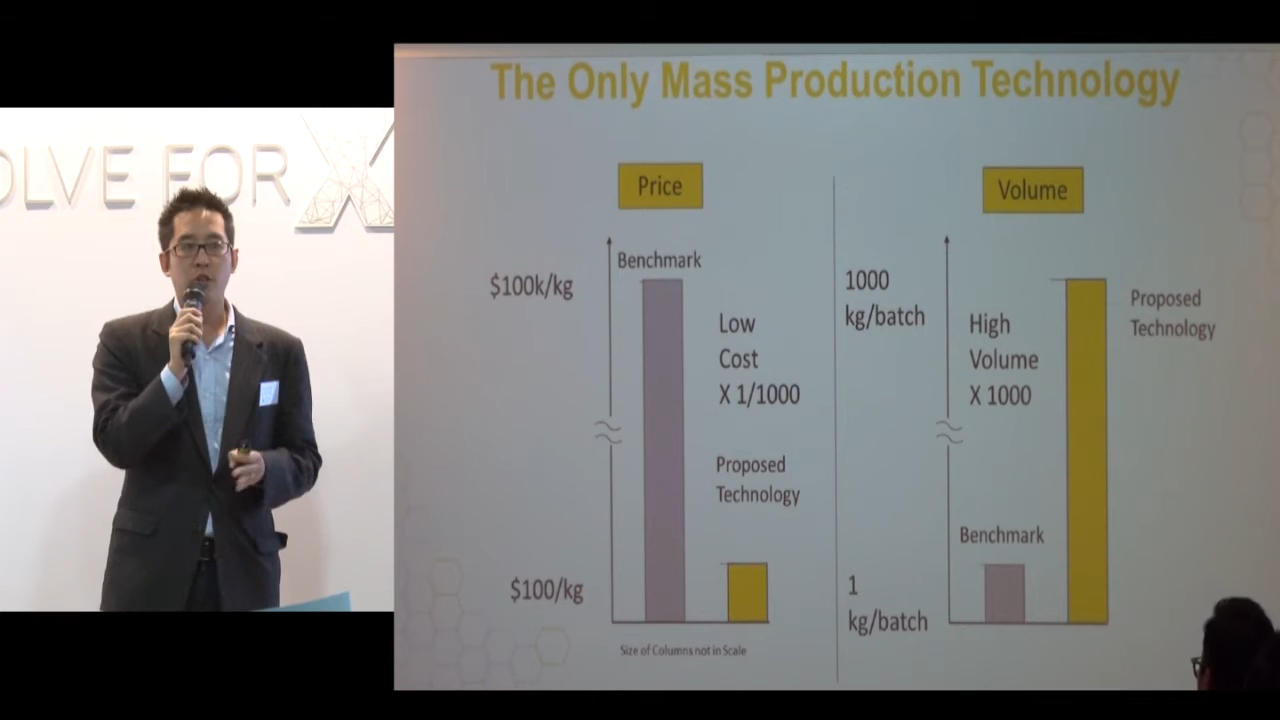 OLVE FOR X
The Only Mass Production Technology
Price
Benchmark
$100k/kg
Low
Cost
X 1/1000
Proposed
Technology
$100/kg
Size of Columns not in Scale
Volume
1000
kg/batch
High
Volume
X 1000
Proposed
Technology
Benchmark
1
kg/batch